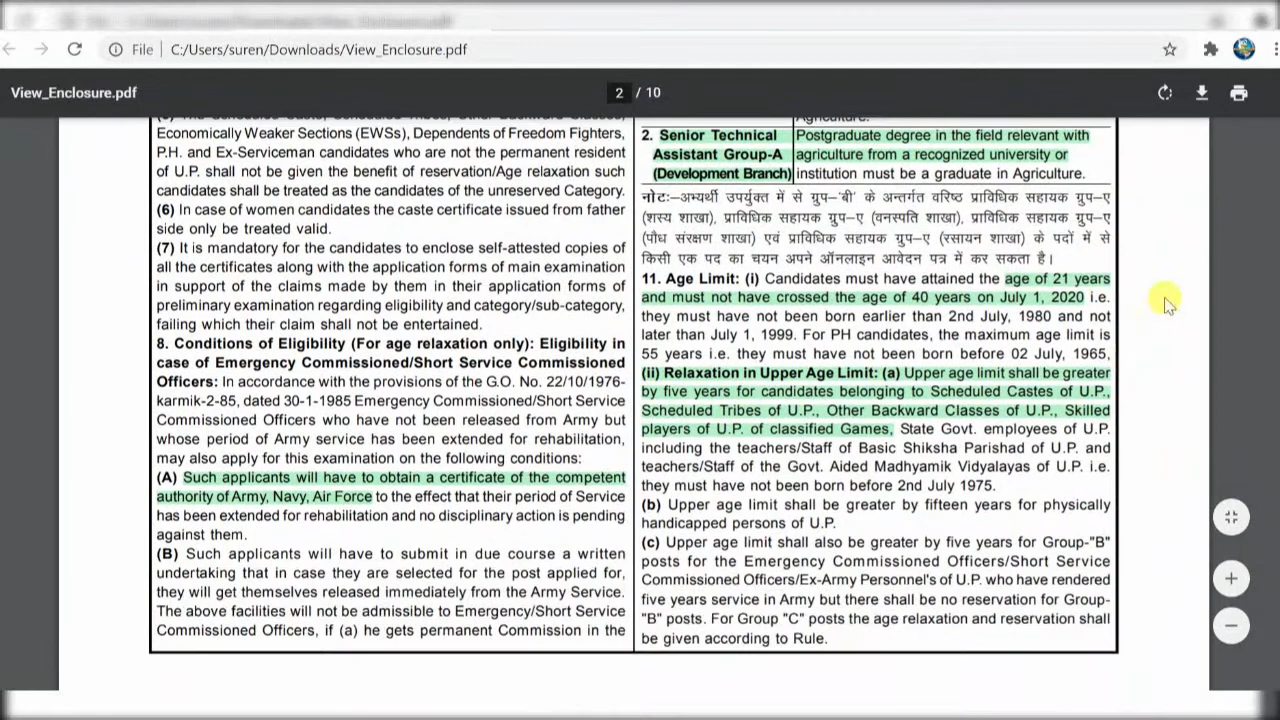 File
C:/Users/suren/Downloads/View_Enclosure.pdf
View_Enclosure.pdf
2 / 10
Economically Weaker Sections (EWSs), Dependents of Freedom Fighters,
P.H. and Ex-Serviceman candidates who are not the permanent resident
of U.P. shall not be given the benefit of reservation/Age relaxation such
candidates shall be treated as the candidates of the unreserved Category.
(6) In case of women candidates the caste certificate issued from father
side only be treated valid.
(7) It is mandatory for the candidates to enclose self-attested copies of
all the certificates along with the application forms of main examination
in support of the claims made by them in their application forms of
preliminary examination regarding eligibility and category/sub-category,
failing which their claim shall not be entertained.
8. Conditions of Eligibility (For age relaxation only): Eligibility in
case of Emergency Commissioned/Short Service Commissioned
Officers: In accordance with the provisions of the G.O. No. 22/10/1976-
karmik-2-85, dated 30-1-1985 Emergency Commissioned/Short Service
Commissioned Officers who have not been released from Army but
whose period of Army service has been extended for rehabilitation,
may also apply for this examination on the following conditions:
(A) Such applicants will have to obtain a certificate of the competent
authority of Army, Navy, Air Force to the effect that their period of Service
has been extended for rehabilitation and no disciplinary action is pending
against them.
(B) Such applicants will have to submit in due course a written
undertaking that in case they are selected for the post applied for,
they will get themselves released immediately from the Army Service.
The above facilities will not be admissible to Emergency/Short Service
Commissioned Officers, if (a) he gets permanent Commission in the
Agriculture.
2. Senior Technical
Assistant Group-A
(Development Branch)
Postgraduate degree in the field relevant with
agriculture from a recognized university or
institution must be a graduate in Agriculture.
नोटः–अभ्यर्थी उपर्युक्त में से ग्रुप–'बी' के अन्तर्गत वरिष्ठ प्राविधिक सहायक ग्रुप–ए
(शस्य शाखा), प्राविधिक सहायक ग्रुप–ए (वनस्पति शाखा), प्राविधिक सहायक ग्रुप–ए
(पौध संरक्षण शाखा) एवं प्राविधिक सहायक ग्रुप–ए (रसायन शाखा) के पदों में से
किसी एक पद का चयन अपने ऑनलाइन आवेदन पत्र में कर सकता है।
11. Age Limit: (i) Candidates must have attained the age of 21 years
and must not have crossed the age of 40 years on July 1, 2020 i.e.
they must have not been born earlier than 2nd July, 1980 and not
later than July 1, 1999. For PH candidates, the maximum age limit is
55 years i.e. they must have not been born before 02 July, 1965,
(ii) Relaxation in Upper Age Limit: (a) Upper age limit shall be greater
by five years for candidates belonging to Scheduled Castes of U.P.,
Scheduled Tribes of U.P., Other Backward Classes of U.P., Skilled
players of U.P. of classified Games, State Govt. employees of U.P.
including the teachers/Staff of Basic Shiksha Parishad of U.P. and
teachers/Staff of the Govt. Aided Madhyamik Vidyalayas of U.P. i.e.
they must have not been born before 2nd July 1975.
(b) Upper age limit shall be greater by fifteen years for physically
handicapped persons of U.P.
(c) Upper age limit shall also be greater by five years for Group-"B"
posts for the Emergency Commissioned Officers/Short Service
Commissioned Officers/Ex-Army Personnel's of U.P. who have rendered
five years service in Army but there shall be no reservation for Group-
"B" posts. For Group "C" posts the age relaxation and reservation shall
be given according to Rule.